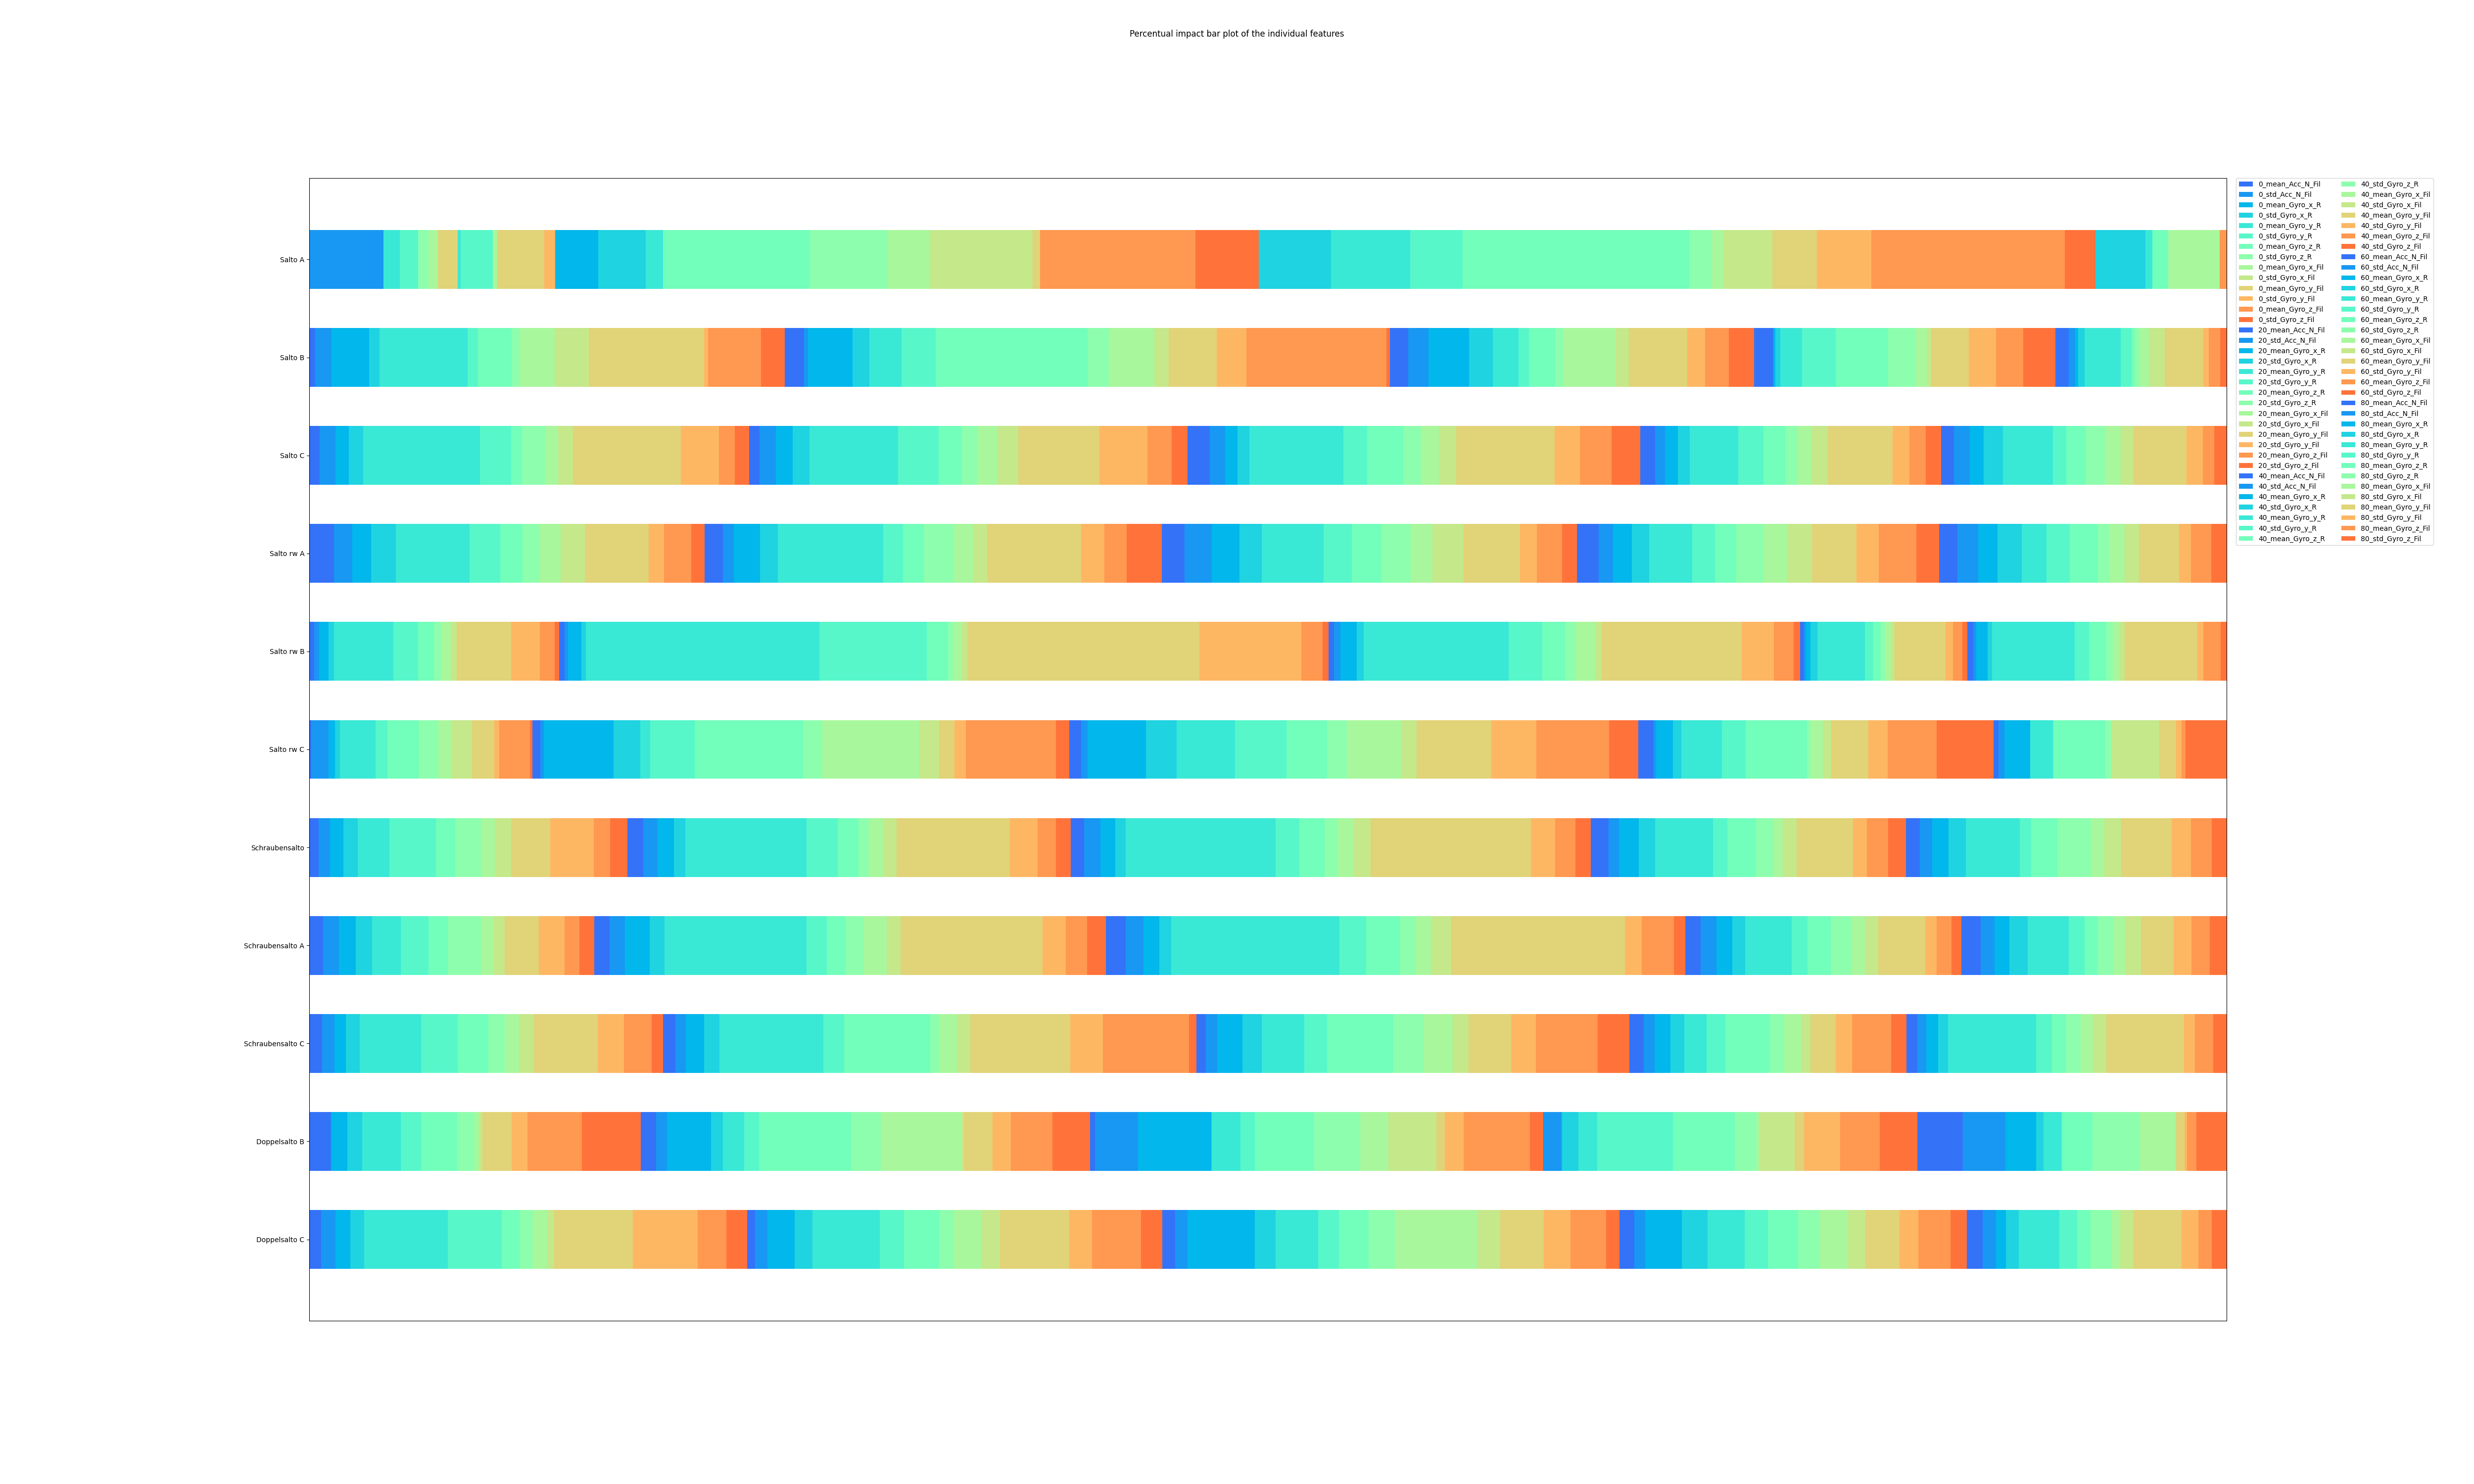 Percentual impact bar plot of the individual features
Salto A
Salto B
Salto C
Salto rw A
Salto rw B
Salto rw C
Schraubensalto
Schraubensalto A
Schraubensalto C
Doppelsalto B
Doppelsalto C
0_mean_Acc_N_Fil
0_std_Acc_N_Fil
0_mean_Gyro_x_R
0_std_Gyro_x_R
0_mean_Gyro_y_R
0_std_Gyro_y_R
0_mean_Gyro_z_R
0_std_Gyro_z_R
0_mean_Gyro_x_Fil
0_std_Gyro_x_Fil
0_mean_Gyro_y_Fil
0_std_Gyro_y_Fil
0_mean_Gyro_z_Fil
0_std_Gyro_z_Fil
20_mean_Acc_N_Fil
20_std_Acc_N_Fil
20_mean_Gyro_x_R
20_std_Gyro_x_R
20_mean_Gyro_y_R
20_std_Gyro_y_R
20_mean_Gyro_z_R
20_std_Gyro_z_R
20_mean_Gyro_x_Fil
20_std_Gyro_x_Fil
20_mean_Gyro_y_Fil
20_std_Gyro_y_Fil
20_mean_Gyro_z_Fil
20_std_Gyro_z_Fil
40_mean_Acc_N_Fil
40_std_Acc_N_Fil
40_mean_Gyro_x_R
40_std_Gyro_x_R
40_mean_Gyro_y_R
40_std_Gyro_y_R
40_mean_Gyro_z_R
40_std_Gyro_z_R
40_mean_Gyro_x_Fil
40_std_Gyro_x_Fil
40_mean_Gyro_y_Fil
40_std_Gyro_y_Fil
40_mean_Gyro_z_Fil
40_std_Gyro_z_Fil
60_mean_Acc_N_Fil
60_std_Acc_N_Fil
60_mean_Gyro_x_R
60_std_Gyro_x_R
60_mean_Gyro_y_R
60_std_Gyro_y_R
60_mean_Gyro_z_R
60_std_Gyro_z_R
60_mean_Gyro_x_Fil
60_std_Gyro_x_Fil
60_mean_Gyro_y_Fil
60_std_Gyro_y_Fil
60_mean_Gyro_z_Fil
60_std_Gyro_z_Fil
80_mean_Acc_N_Fil
80_std_Acc_N_Fil
80_mean_Gyro_x_R
80_std_Gyro_x_R
80_mean_Gyro_y_R
80_std_Gyro_y_R
80_mean_Gyro_z_R
80_std_Gyro_z_R
80_mean_Gyro_x_Fil
80_std_Gyro_x_Fil
80_mean_Gyro_y_Fil
80_std_Gyro_y_Fil
80_mean_Gyro_z_Fil
80_std_Gyro_z_Fil